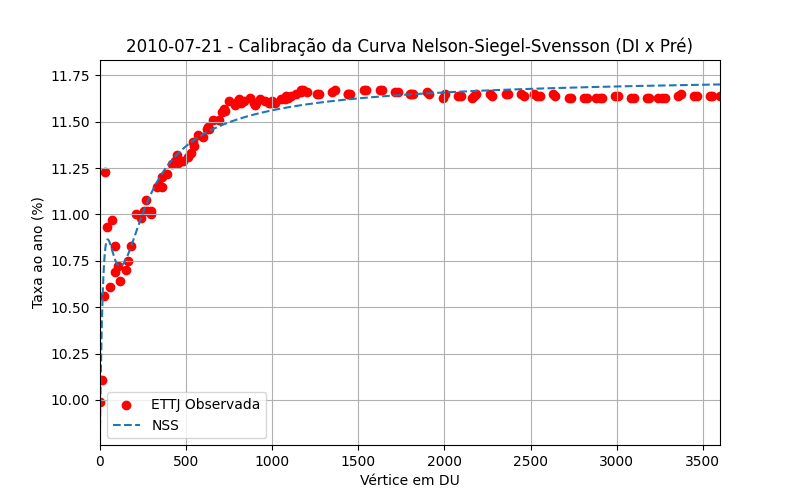 2010-07-21 - Calibração da Curva Nelson-Siegel-Svensson (DI x Pré)
Taxa ao ano (%)
11.75
11.50
11.25
11.00
10.75
10.50
10.25
10.00
ETTJ Observada
NSS
0 500 1000 1500 2000 2500 3000 3500
Vértice em DU